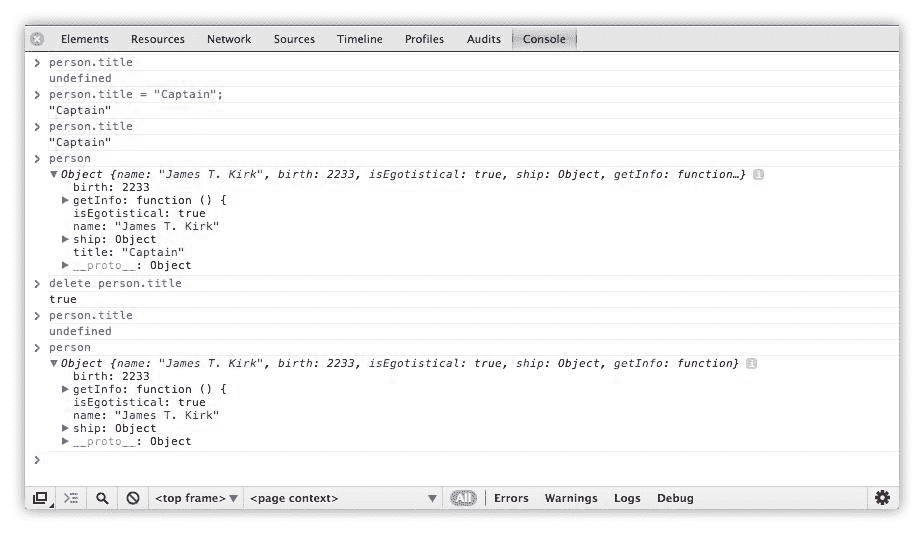 Elements Resources Network Sources Timeline Profiles Audits Console
> person.title
undefined
> person.title = "Captain";
"Captain"
> person.title
"Captain"
> person
▼Object {name: "James T. Kirk", birth: 2233, isEgotistical: true, ship: Object, getInfo: function…} i
birth: 2233
▶getInfo: function () {
isEgotistical: true
name: "James T. Kirk"
▶ship: Object
title: "Captain"
▶__proto__: Object
> delete person.title
true
> person.title
undefined
> person
▼Object {name: "James T. Kirk", birth: 2233, isEgotistical: true, ship: Object, getInfo: function} i
birth: 2233
▶getInfo: function () {
isEgotistical: true
name: "James T. Kirk"
▶ship: Object
▶__proto__: Object
>
<top frame> ▼ <page context> ▼ All Errors Warnings Logs Debug